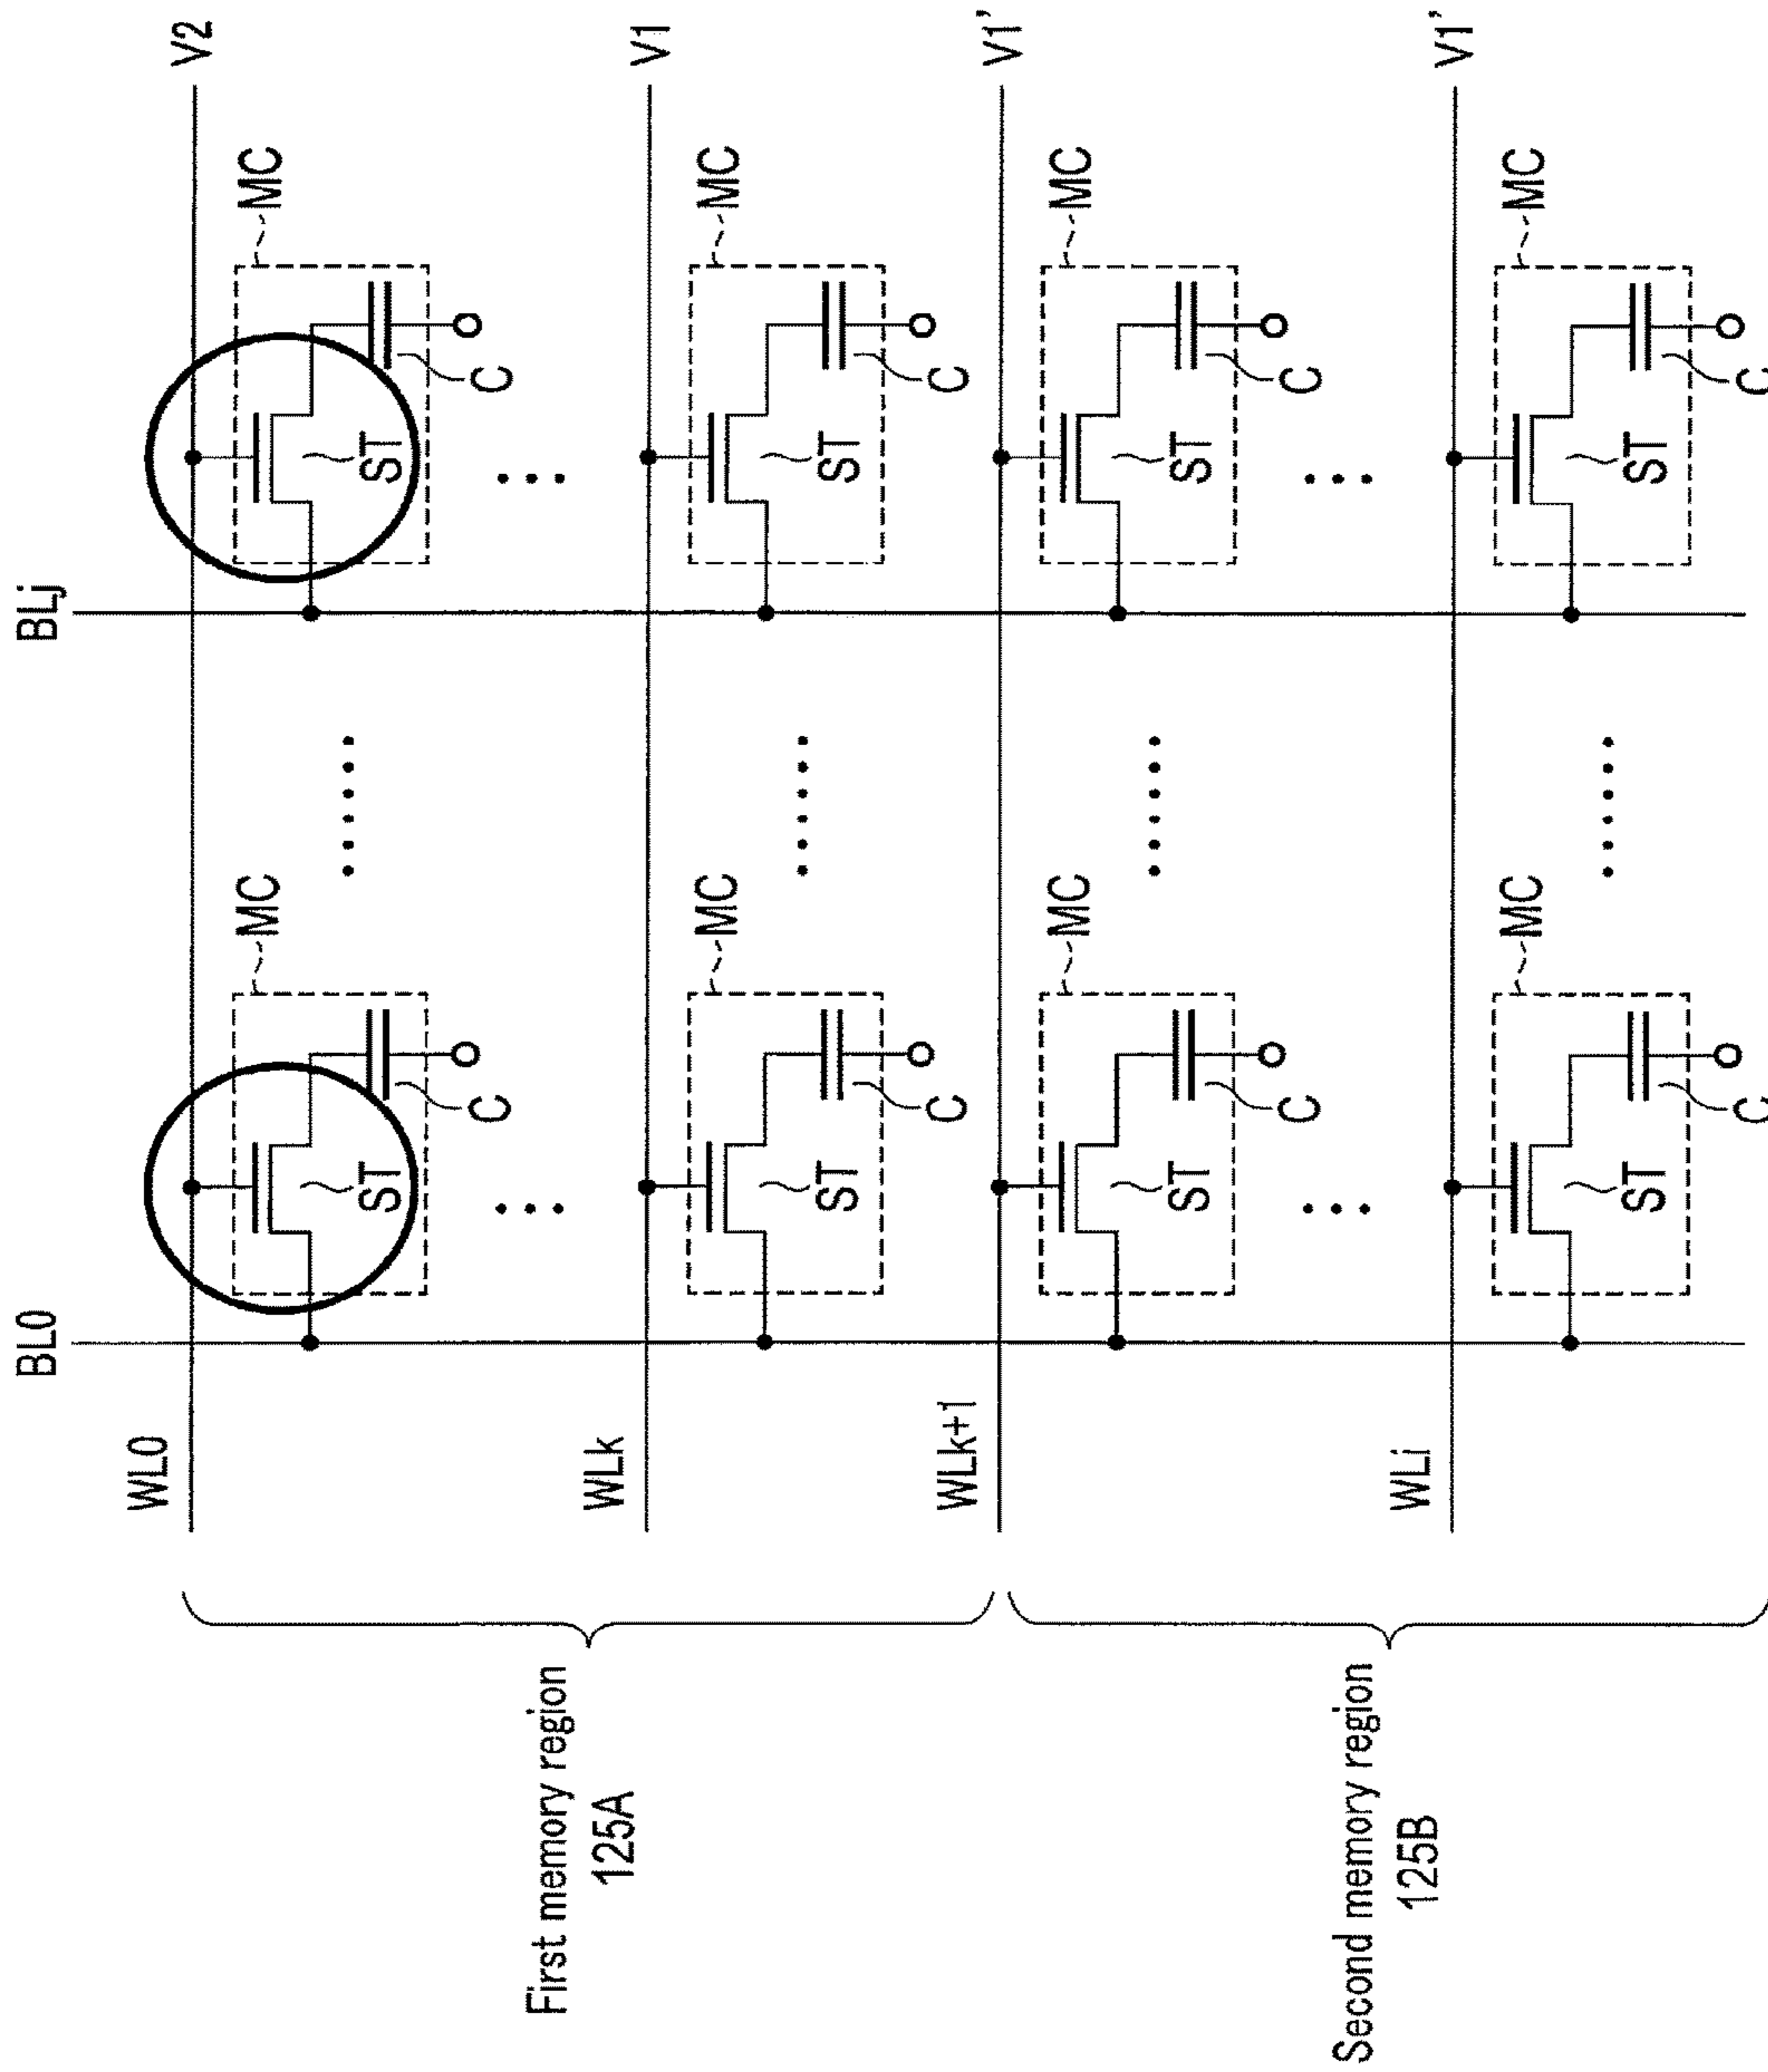 BL0 BLj
WL0 V2
MC MC
ST ST
C C
First memory region
125A
WLk V1
MC MC
ST ST
C C
WLk+1 V1'
MC MC
ST ST
C C
Second memory region
125B
WLi V1'
MC MC
ST ST
C C